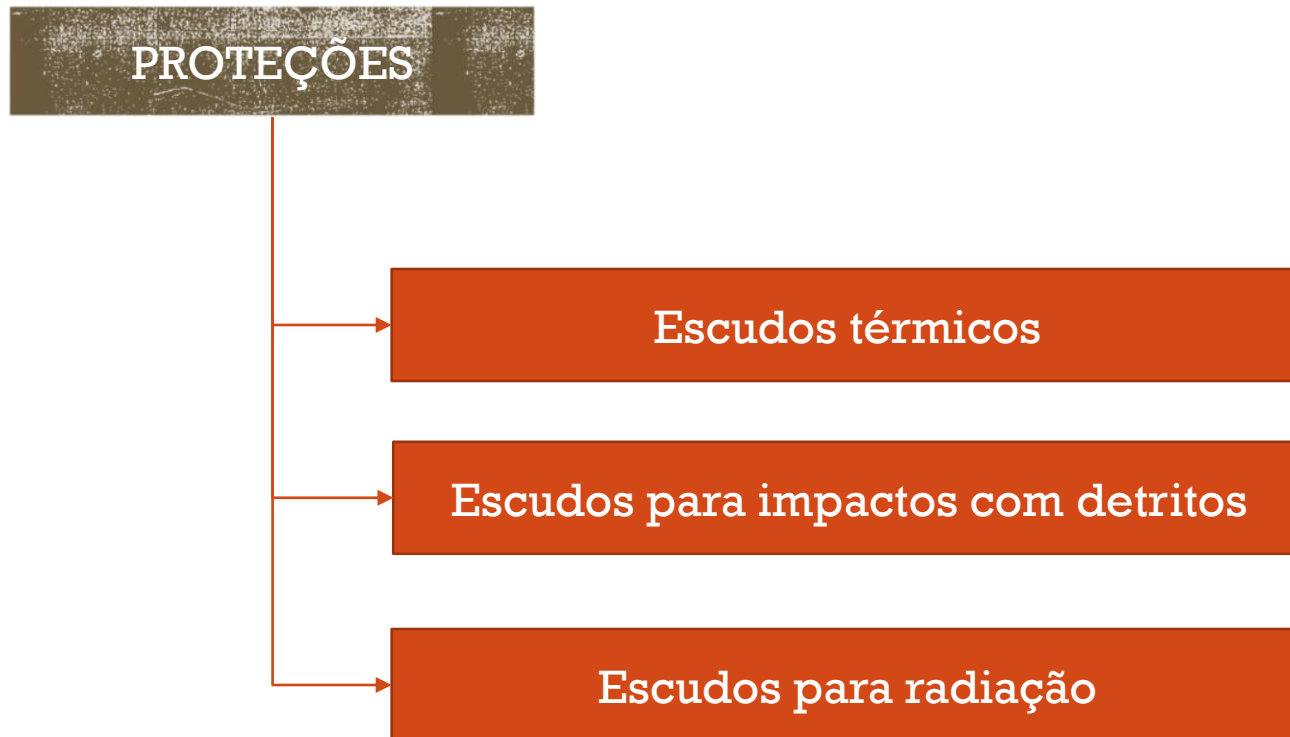 PROTEÇÕES
Escudos térmicos
Escudos para impactos com detritos
Escudos para radiação